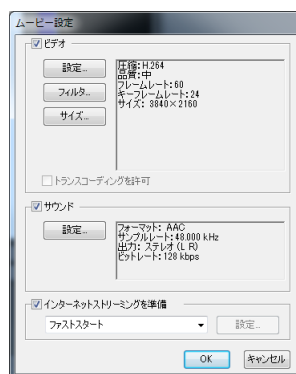 ムービー設定
ビデオ
設定...
フィルタ...
サイズ...
圧縮: H.264
品質: 中
フレームレート: 60
キーフレームレート: 24
サイズ: 3840×2160
トランスコーディングを許可
サウンド
設定...
フォーマット: AAC
サンプルレート: 48.000 kHz
出力: ステレオ (L R)
ビットレート: 128 kbps
インターネットストリーミングを準備
ファストスタート
設定...
OK
キャンセル